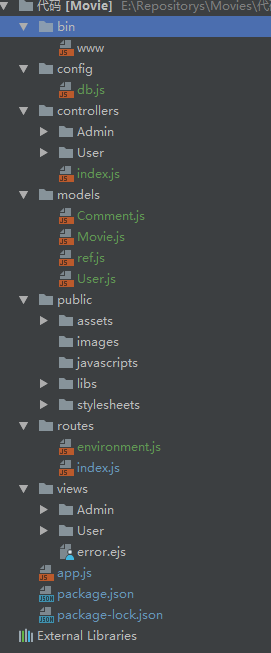 代码 [Movie] E:\Repositorys\Movies\代
bin
www
config
db.js
controllers
Admin
User
index.js
models
Comment.js
Movie.js
ref.js
User.js
public
assets
images
javascripts
libs
stylesheets
routes
environment.js
index.js
views
Admin
User
error.ejs
app.js
package.json
package-lock.json
External Libraries